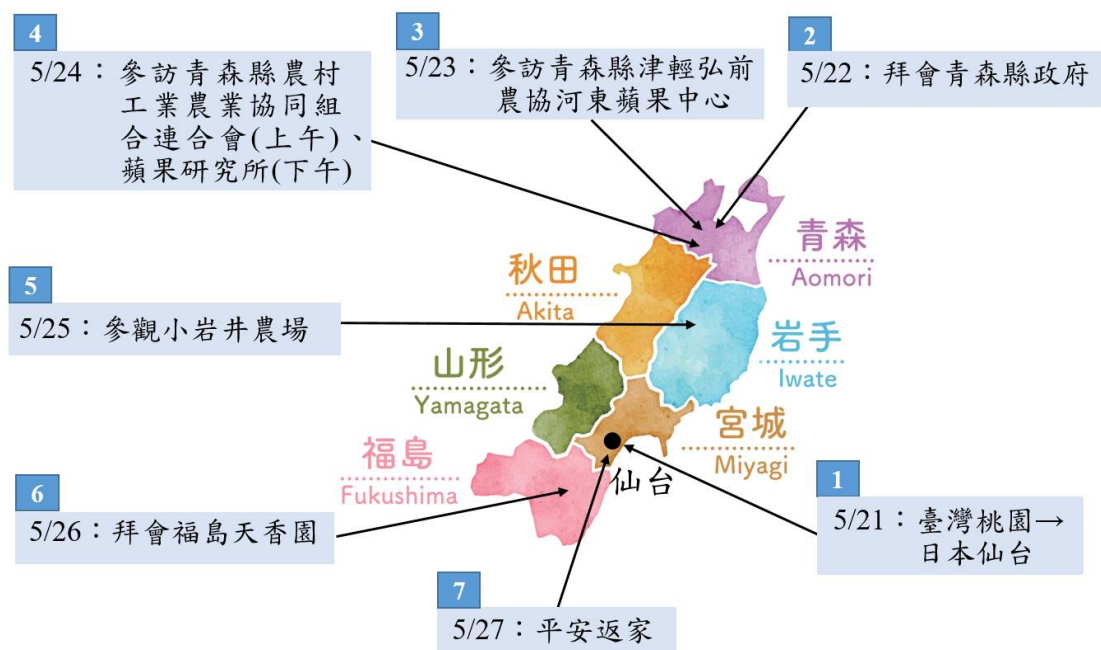 4
5/24：參訪青森縣農村
工業農業協同組
合連合會(上午)、
蘋果研究所(下午)
3
5/23：參訪青森縣津輕弘前
農協河東蘋果中心
2
5/22：拜會青森縣政府
青森
Aomori
秋田
Akita
5
5/25：參觀小岩井農場
岩手
Iwate
山形
Yamagata
宮城
Miyagi
福島
Fukushima
仙台
6
5/26：拜會福島天香園
1
5/21：臺灣桃園→
日本仙台
7
5/27：平安返家